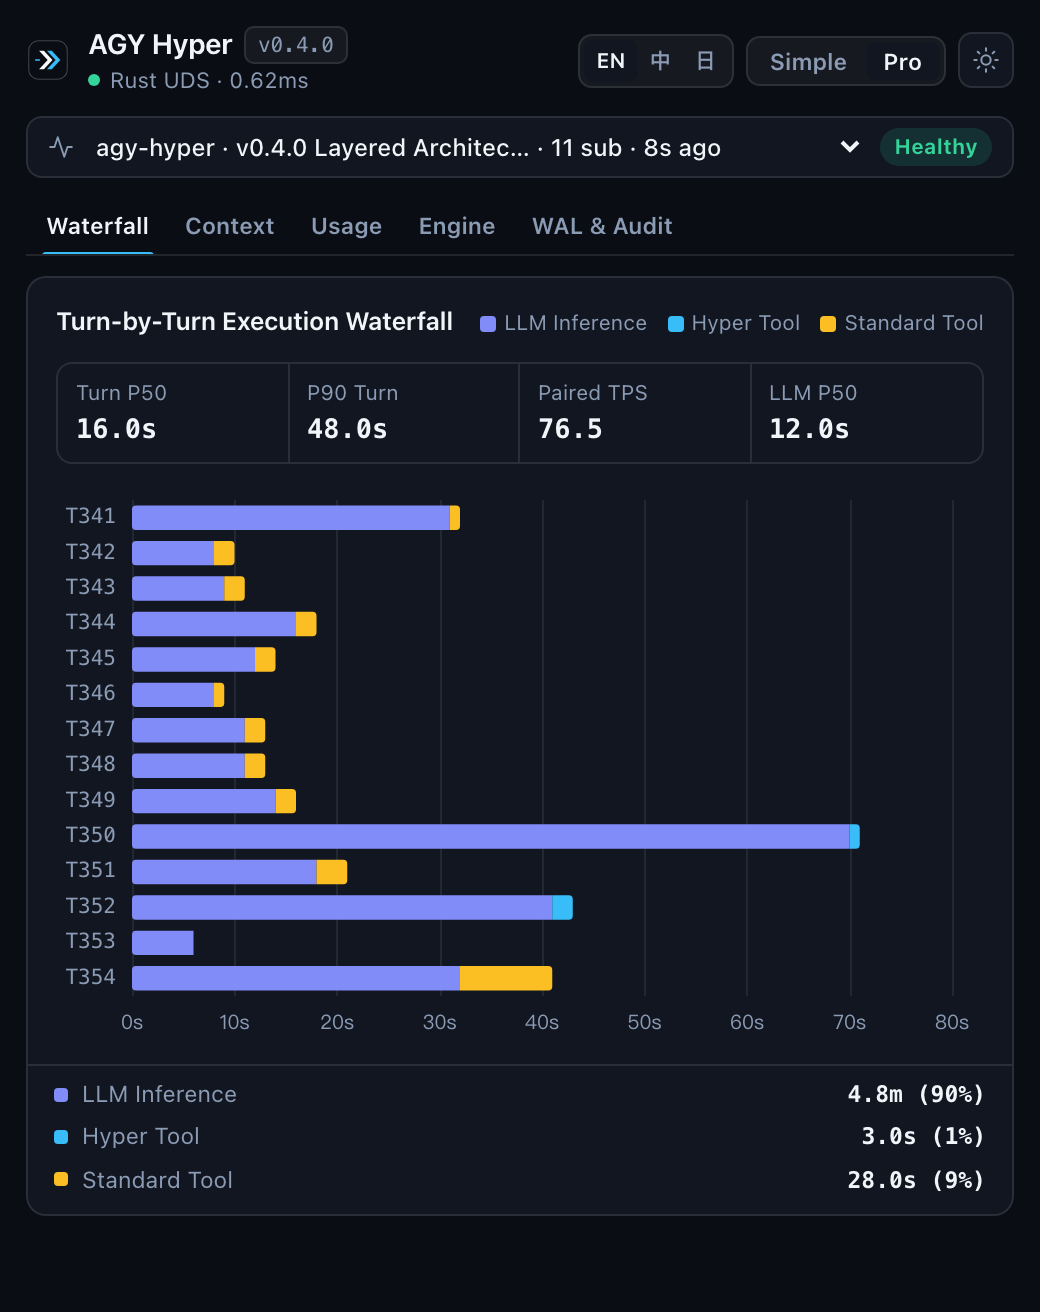 AGY Hyper v0.4.0
Rust UDS · 0.62ms
EN 中 日
Simple Pro
agy-hyper · v0.4.0 Layered Architec... · 11 sub · 8s ago
Healthy
Waterfall Context Usage Engine WAL & Audit
Turn-by-Turn Execution Waterfall
LLM Inference Hyper Tool Standard Tool
Turn P50 P90 Turn Paired TPS LLM P50
16.0s 48.0s 76.5 12.0s
T341
T342
T343
T344
T345
T346
T347
T348
T349
T350
T351
T352
T353
T354
0s 10s 20s 30s 40s 50s 60s 70s 80s
LLM Inference 4.8m (90%)
Hyper Tool 3.0s (1%)
Standard Tool 28.0s (9%)